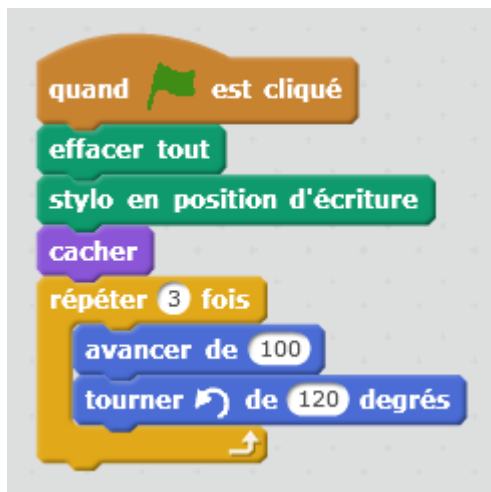 quand est cliqué
effacer tout
stylo en position d'écriture
cacher
répéter 3 fois
avancer de 100
tourner de 120 degrés